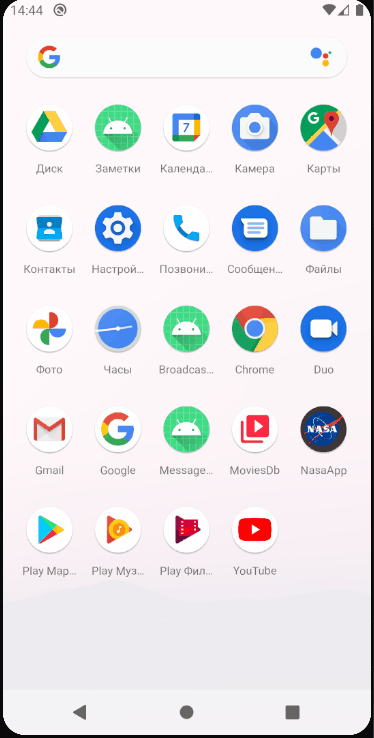 14:44
Диск Заметки Календа... Камера Карты
Контакты Настрой... Позвони... Сообщен... Файлы
Фото Часы Broadcas... Chrome Duo
Gmail Google Message... MoviesDb NasaApp
Play Мар... Play Муз... Play Фил... YouTube